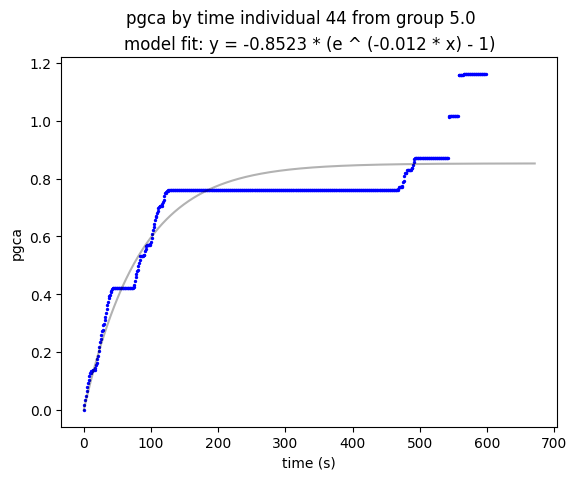 pgca by time individual 44 from group 5.0
model fit: y = -0.8523 * (e ^ (-0.012 * x) - 1)
1.2
1.0
0.8
0.6
0.4
0.2
0.0
pgca
0 100 200 300 400 500 600 700
time (s)